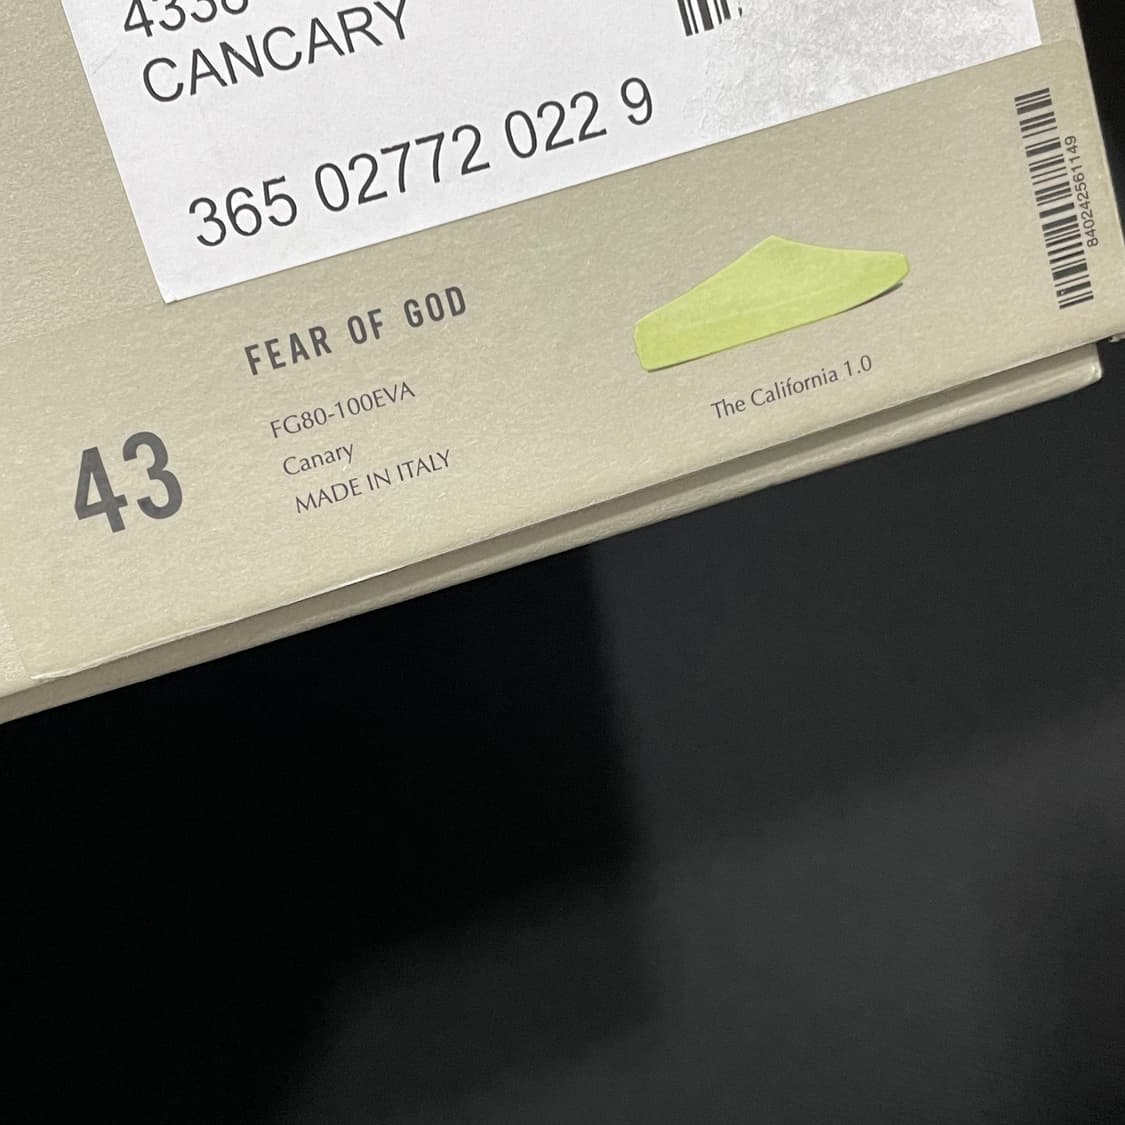 CANCARY
365 02772 022 9
FEAR OF GOD
43
FG80-100EVA
Canary
MADE IN ITALY
The California 1.0
840242561149